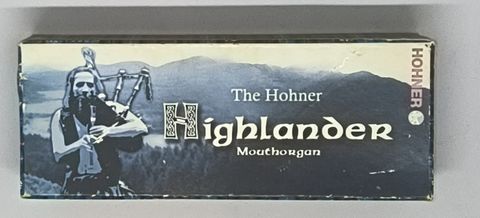 The Hohner
Highlander
Mouthorgan
HOHNER